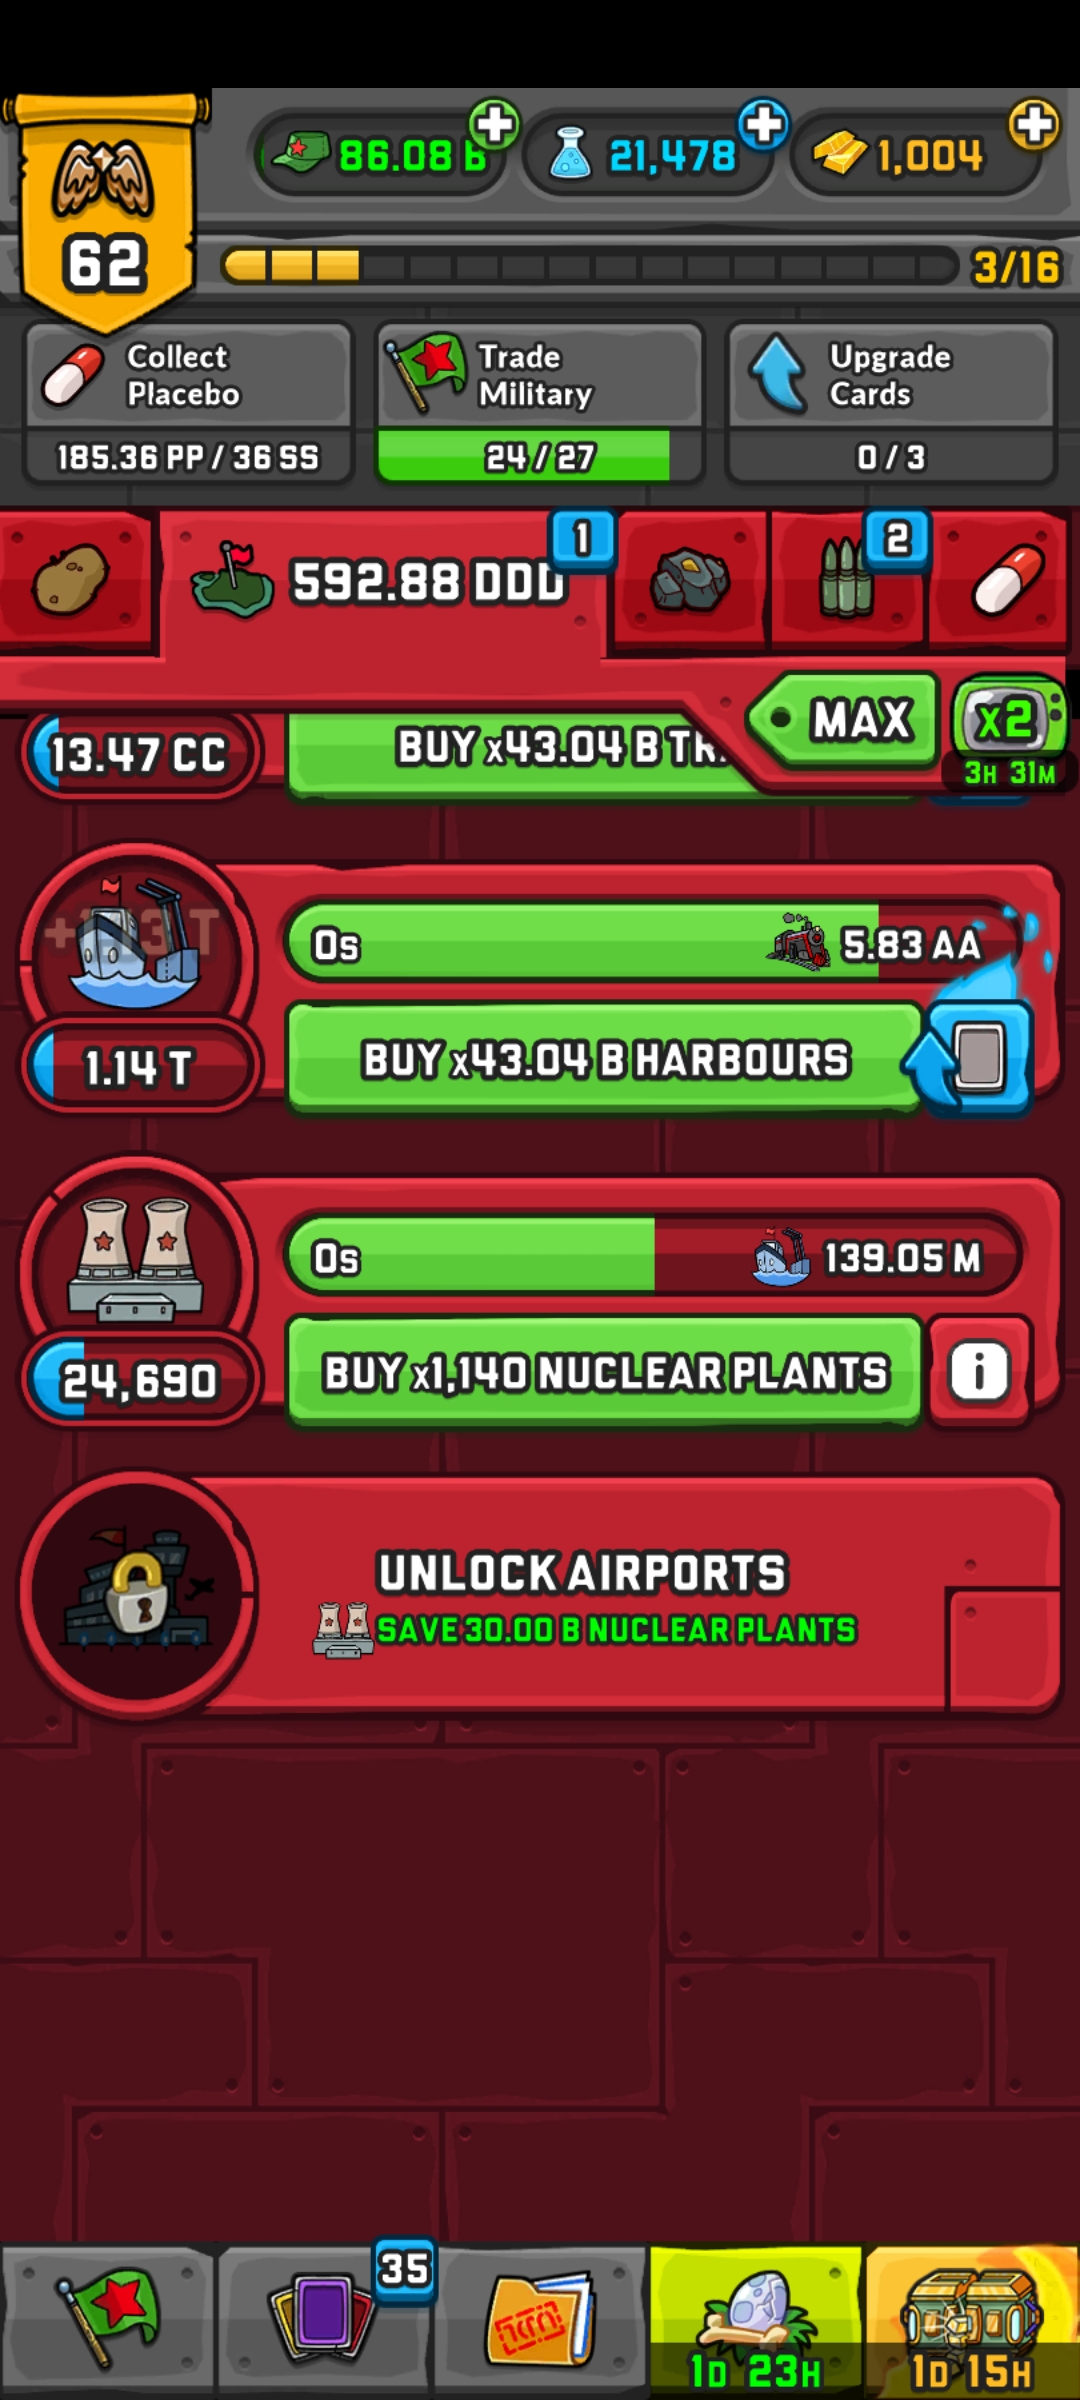 62
86.08 B
21,478
1,004
3/16
Collect
Placebo
185.36 PP / 36 SS
Trade
Military
24 / 27
Upgrade
Cards
0 / 3
592.88 DDD
1
2
MAX
x2
3H 31M
13.47 CC
BUY x43.04 B TR
0s
5.83 AA
1.14 T
BUY x43.04 B HARBOURS
0s
139.05 M
24,690
BUY x1,140 NUCLEAR PLANTS
i
UNLOCK AIRPORTS
SAVE 30.00 B NUCLEAR PLANTS
35
1D 23H
1D 15H